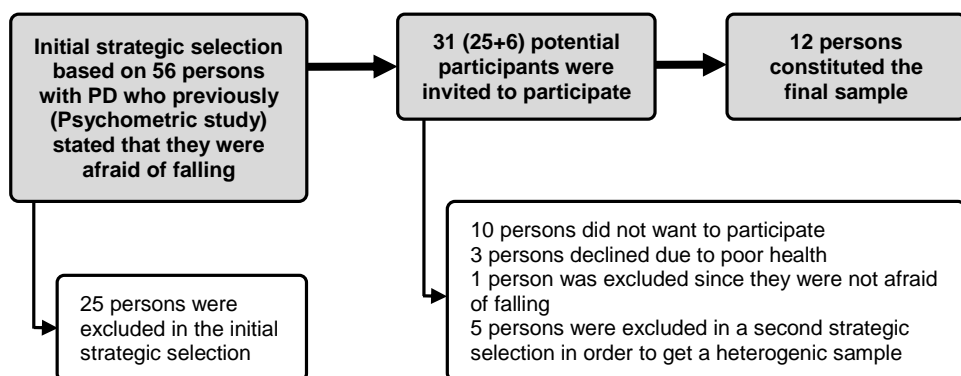 Initial strategic selection
based on 56 persons
with PD who previously
(Psychometric study)
stated that they were
afraid of falling
31 (25+6) potential
participants were
invited to participate
12 persons
constituted the
final sample
25 persons were
excluded in the initial
strategic selection
10 persons did not want to participate
3 persons declined due to poor health
1 person was excluded since they were not afraid
of falling
5 persons were excluded in a second strategic
selection in order to get a heterogenic sample